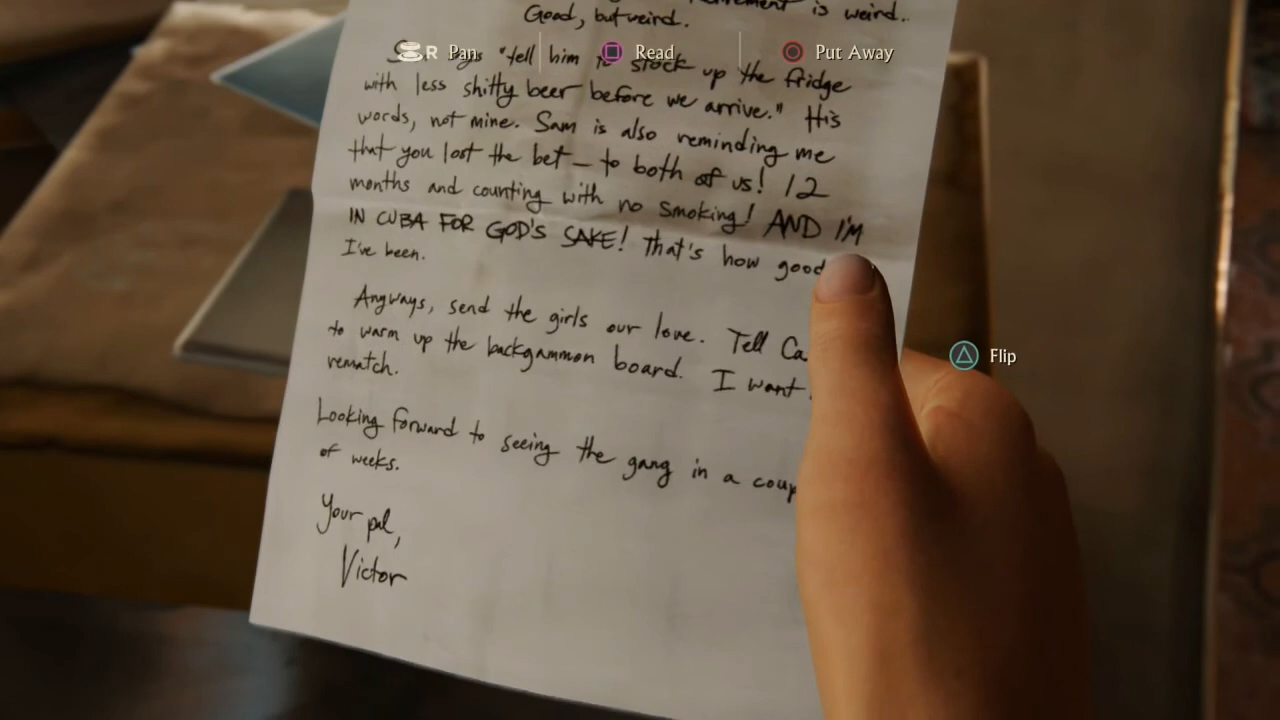 is weird.
Good, but weird.
R Pan Read Put Away
"tell him to stock up the fridge
with less shitty beer before we arrive." His
words, not mine. Sam is also reminding me
that you lost the bet — to both of us! 12
months and counting with no smoking! AND I'M
IN CUBA FOR GOD'S SAKE! That's how good
I've been.
Anyways, send the girls our love. Tell
to warm up the backgammon board. I want
rematch.
Flip
Looking forward to seeing the gang in a
of weeks.
Your pal,
Victor